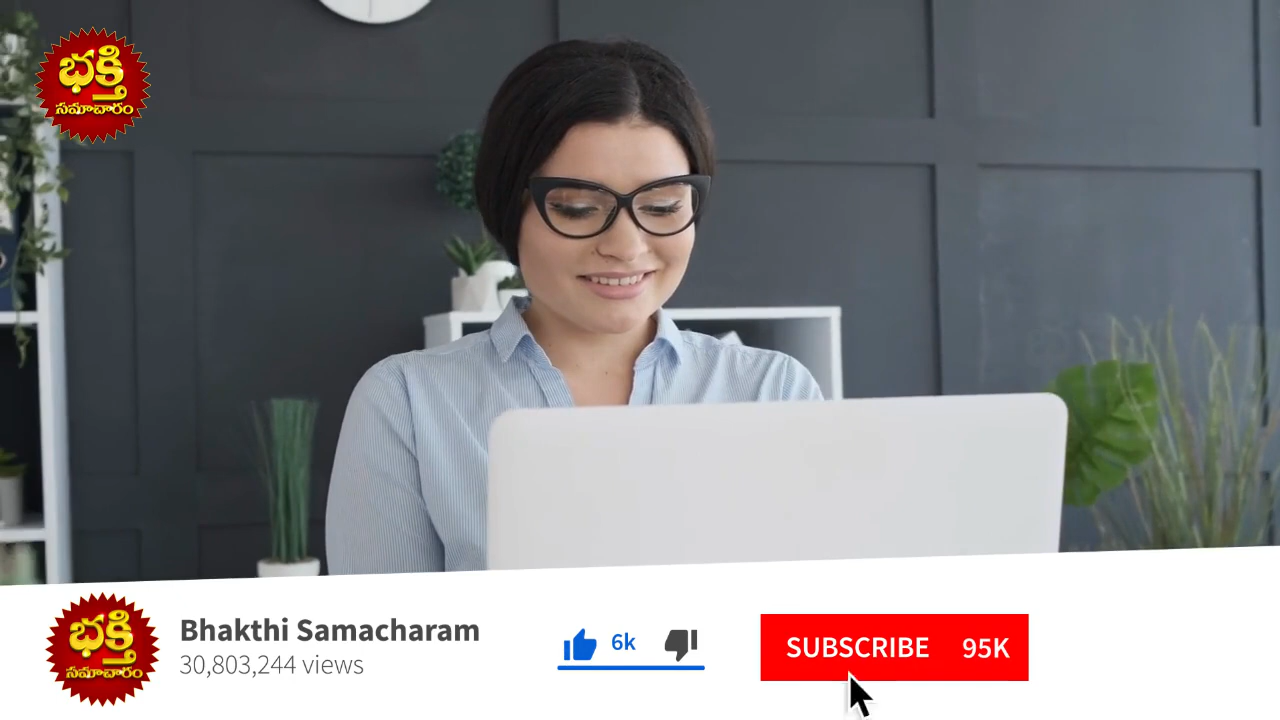 భక్తి
సమాచారం
భక్తి
సమాచారం
Bhakthi Samacharam
30,803,244 views
6k
SUBSCRIBE 95K